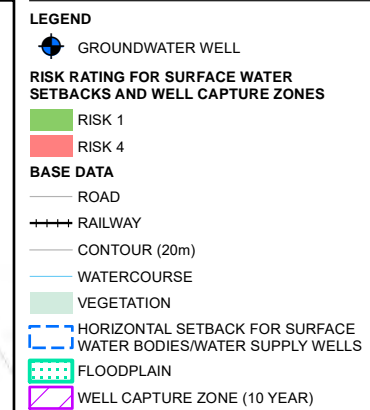 LEGEND
GROUNDWATER WELL
RISK RATING FOR SURFACE WATER
SETBACKS AND WELL CAPTURE ZONES
RISK 1
RISK 4
BASE DATA
ROAD
RAILWAY
CONTOUR (20m)
WATERCOURSE
VEGETATION
HORIZONTAL SETBACK FOR SURFACE
WATER BODIES/WATER SUPPLY WELLS
FLOODPLAIN
WELL CAPTURE ZONE (10 YEAR)